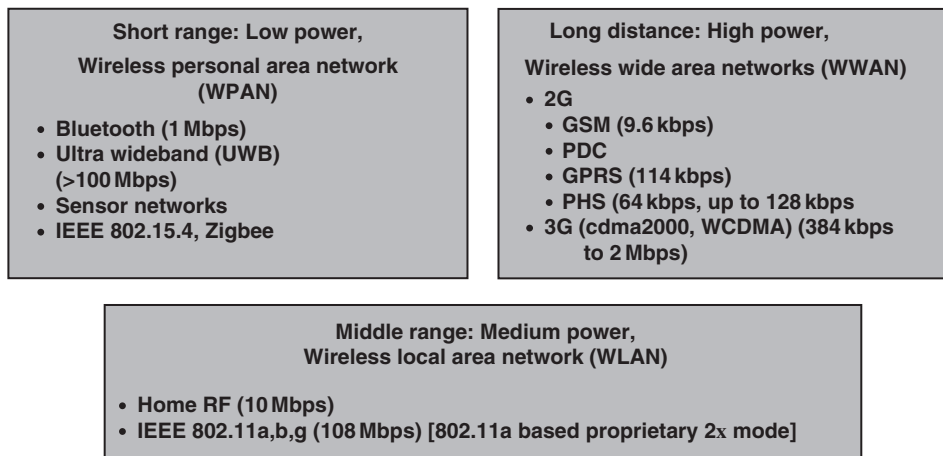 Short range: Low power,
Wireless personal area network
(WPAN)
• Bluetooth (1 Mbps)
• Ultra wideband (UWB)
(>100 Mbps)
• Sensor networks
• IEEE 802.15.4, Zigbee
Long distance: High power,
Wireless wide area networks (WWAN)
• 2G
• GSM (9.6 kbps)
• PDC
• GPRS (114 kbps)
• PHS (64 kbps, up to 128 kbps
• 3G (cdma2000, WCDMA) (384 kbps
to 2 Mbps)
Middle range: Medium power,
Wireless local area network (WLAN)
• Home RF (10 Mbps)
• IEEE 802.11a,b,g (108 Mbps) [802.11a based proprietary 2x mode]